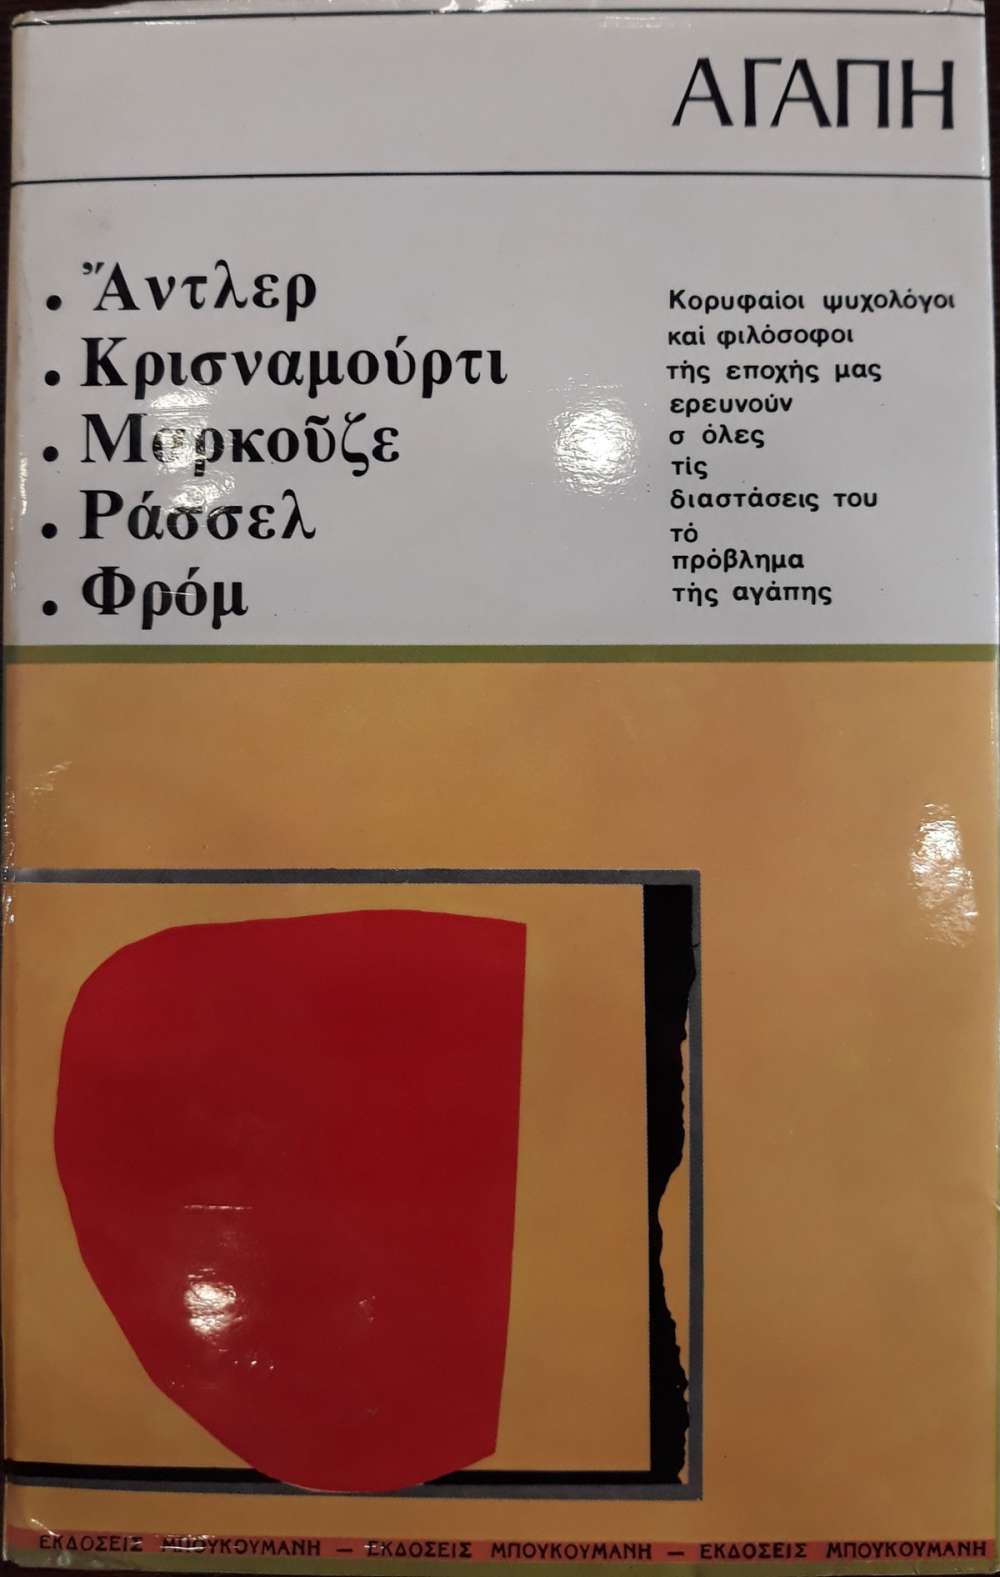 ΑΓΑΠΗ
• Ἄντλερ
• Κρισναμούρτι
• Μαρκοῦζε
• Ράσσελ
• Φρόμ
Κορυφαίοι ψυχολόγοι
καί φιλόσοφοι
τής εποχής μας
ερευνούν
σ όλες
τίς
διαστάσεις του
τό
πρόβλημα
τής αγάπης
ΕΚΔΟΣΕΙΣ ΜΠΟΥΚΟΥΜΑΝΗ — ΕΚΔΟΣΕΙΣ ΜΠΟΥΚΟΥΜΑΝΗ — ΕΚΔΟΣΕΙΣ ΜΠΟΥΚΟΥΜΑΝΗ